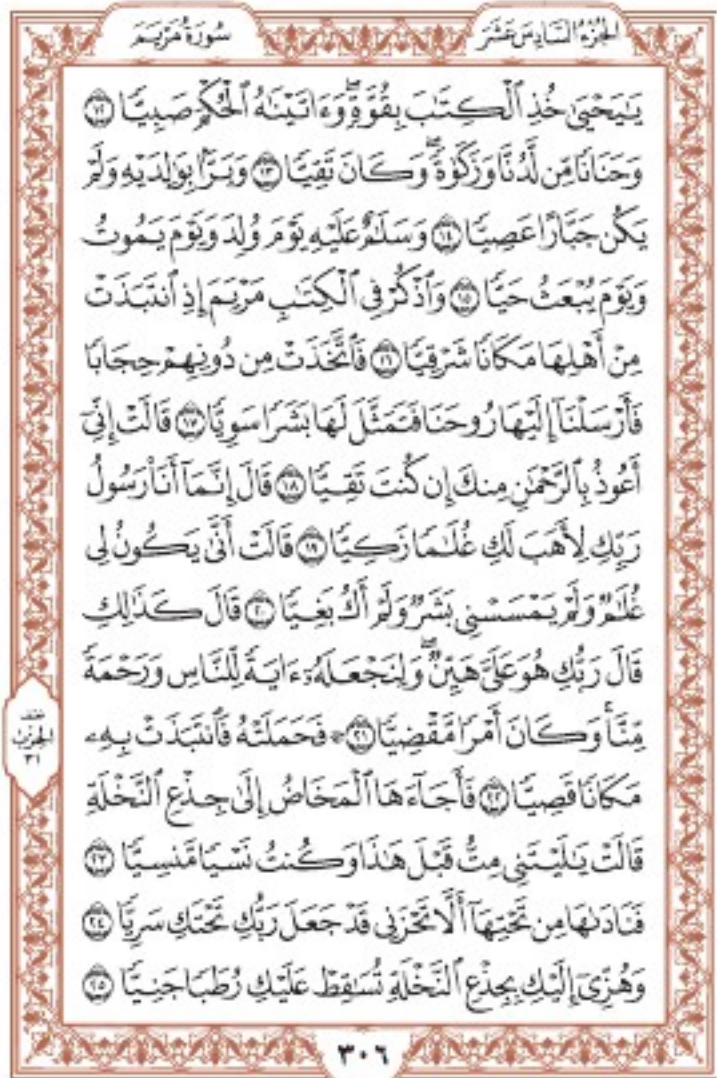 الجزء السادس عشر
سورة مريم
يَٰيَحْيَىٰ خُذِ ٱلْكِتَٰبَ بِقُوَّةٖۖ وَءَاتَيْنَٰهُ ٱلْحُكْمَ صَبِيّٗا ١٢
وَحَنَانٗا مِّن لَّدُنَّا وَزَكَوٰةٗۖ وَكَانَ تَقِيّٗا ١٣ وَبَرَّۢا بِوَٰلِدَيْهِ وَلَمْ
يَكُن جَبَّارًا عَصِيّٗا ١٤ وَسَلَٰمٌ عَلَيْهِ يَوْمَ وُلِدَ وَيَوْمَ يَمُوتُ
وَيَوْمَ يُبْعَثُ حَيّٗا ١٥ وَٱذْكُرْ فِى ٱلْكِتَٰبِ مَرْيَمَ إِذِ ٱنتَبَذَتْ
مِنْ أَهْلِهَا مَكَانٗا شَرْقِيّٗا ١٦ فَٱتَّخَذَتْ مِن دُونِهِمْ حِجَابٗا
فَأَرْسَلْنَآ إِلَيْهَا رُوحَنَا فَتَمَثَّلَ لَهَا بَشَرٗا سَوِيّٗا ١٧ قَالَتْ إِنِّىٓ
أَعُوذُ بِٱلرَّحْمَٰنِ مِنكَ إِن كُنتَ تَقِيّٗا ١٨ قَالَ إِنَّمَآ أَنَا۠ رَسُولُ
رَبِّكِ لِأَهَبَ لَكِ غُلَٰمٗا زَكِيّٗا ١٩ قَالَتْ أَنَّىٰ يَكُونُ لِى
غُلَٰمٞ وَلَمْ يَمْسَسْنِى بَشَرٞ وَلَمْ أَكُ بَغِيّٗا ٢٠ قَالَ كَذَٰلِكِ
قَالَ رَبُّكِ هُوَ عَلَىَّ هَيِّنٞۖ وَلِنَجْعَلَهُۥٓ ءَايَةٗ لِّلنَّاسِ وَرَحْمَةٗ
مِّنَّاۚ وَكَانَ أَمْرٗا مَّقْضِيّٗا ٢١ ۞ فَحَمَلَتْهُ فَٱنتَبَذَتْ بِهِۦ
مَكَانٗا قَصِيّٗا ٢٢ فَأَجَآءَهَا ٱلْمَخَاضُ إِلَىٰ جِذْعِ ٱلنَّخْلَةِ
قَالَتْ يَٰلَيْتَنِى مِتُّ قَبْلَ هَٰذَا وَكُنتُ نَسْيٗا مَّنسِيّٗا ٢٣
فَنَادَىٰهَا مِن تَحْتِهَآ أَلَّا تَحْزَنِى قَدْ جَعَلَ رَبُّكِ تَحْتَكِ سَرِيّٗا ٢٤
وَهُزِّىٓ إِلَيْكِ بِجِذْعِ ٱلنَّخْلَةِ تُسَٰقِطْ عَلَيْكِ رُطَبٗا جَنِيّٗا ٢٥
الحزب
٣١
٣٠٦